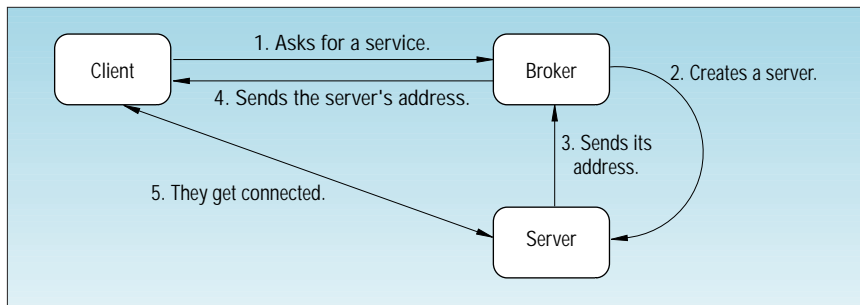 1. Asks for a service.
Client
Broker
2. Creates a server.
4. Sends the server's address.
3. Sends its
address.
5. They get connected.
Server